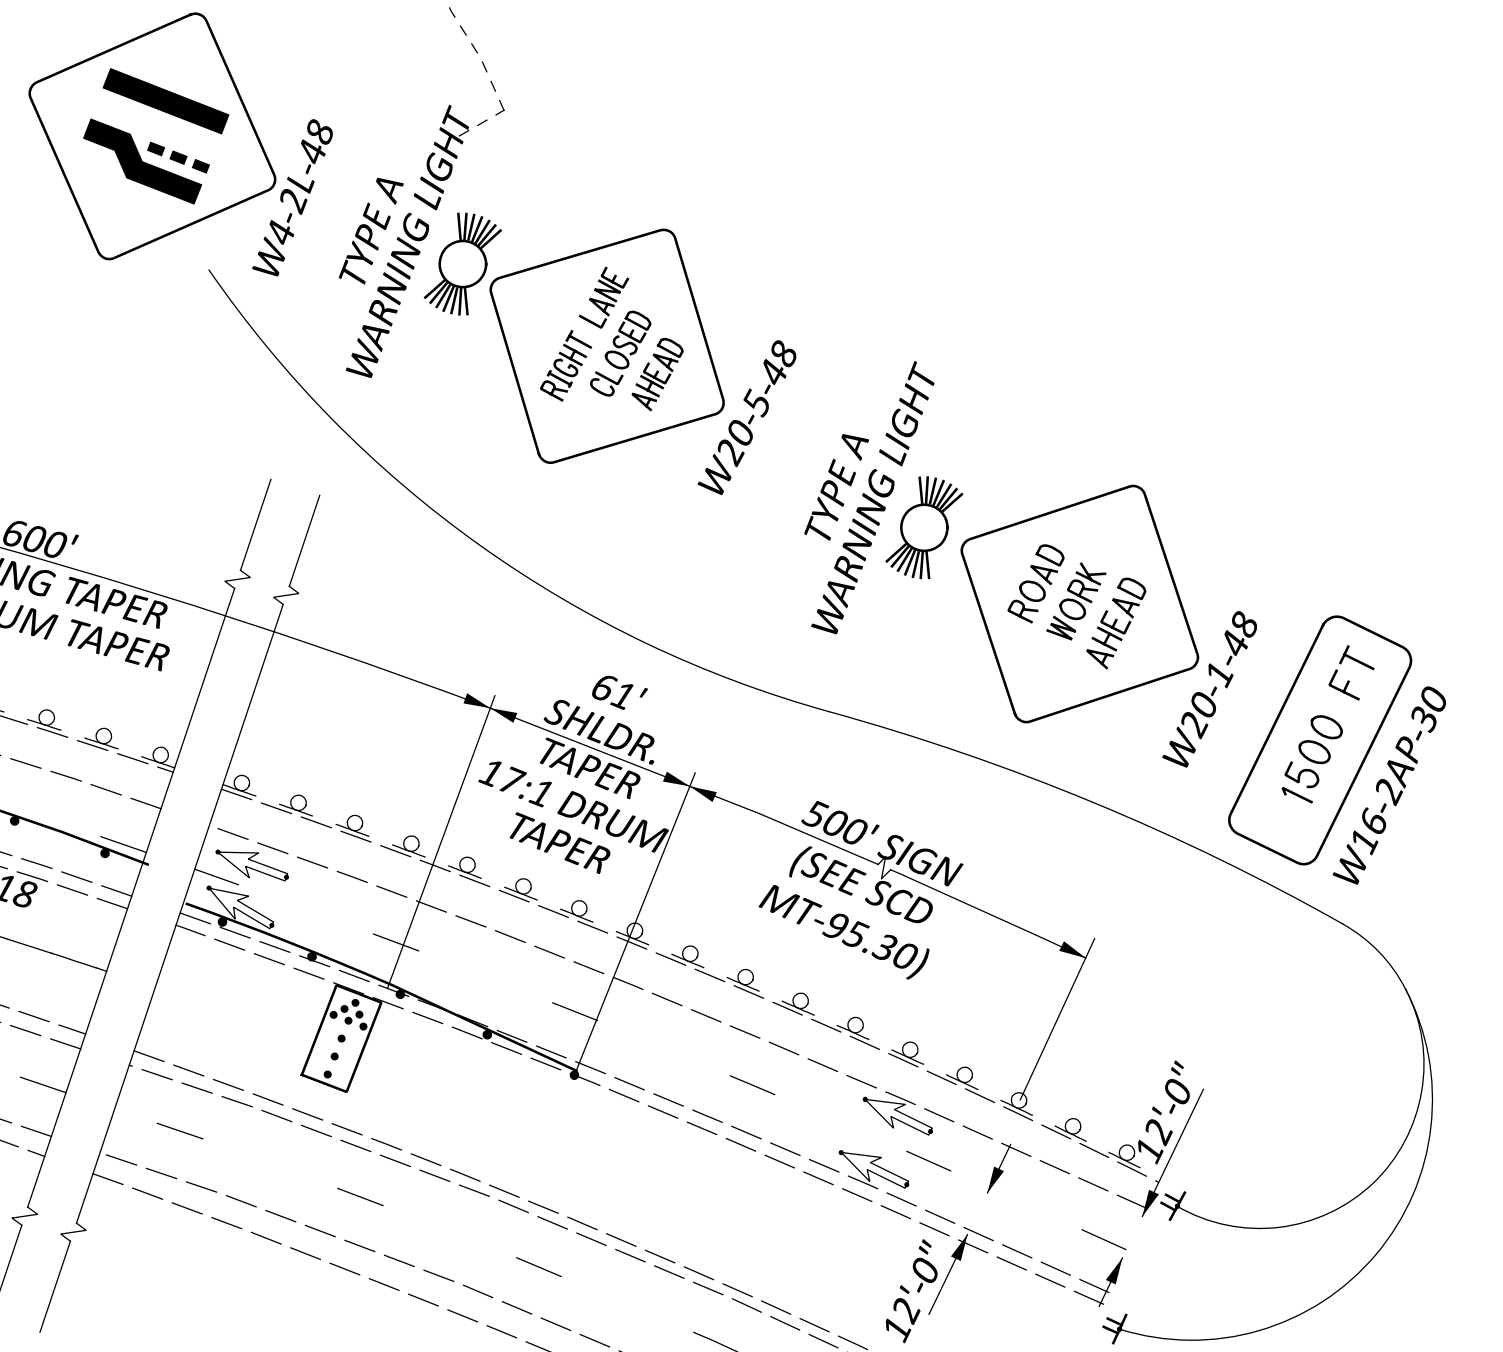 W4-2L-48
TYPE A
WARNING LIGHT
RIGHT LANE
CLOSED
AHEAD
W20-5-48
TYPE A
WARNING LIGHT
ROAD
WORK
AHEAD
W20-1-48
1500 FT
W16-2AP-30
600'
ING TAPER
UM TAPER
18
61'
SHLDR.
TAPER
17:1 DRUM
TAPER
500' SIGN
(SEE SCD
MT-95.30)
12'-0"
12'-0"